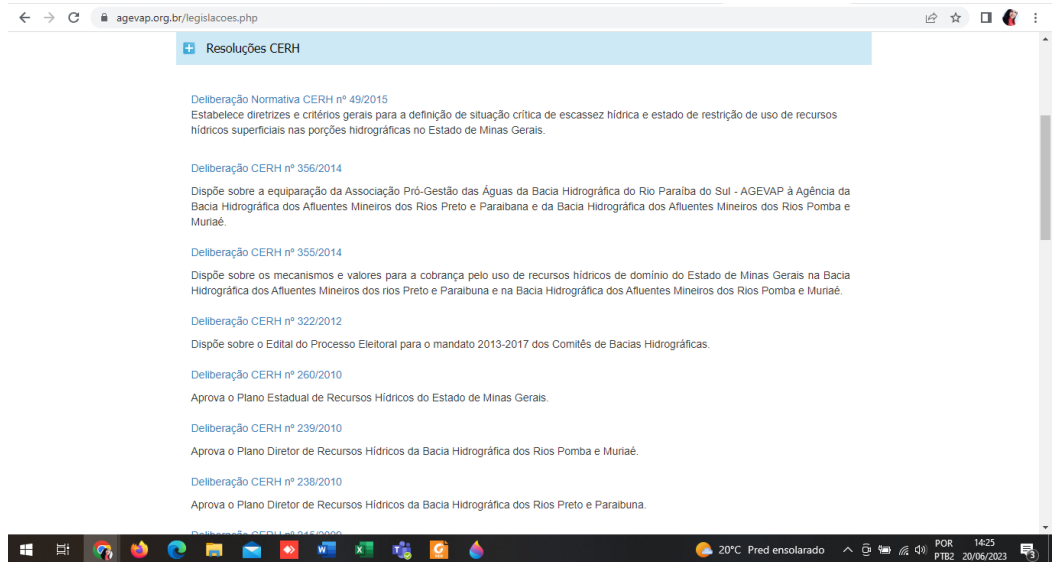 agevap.org.br/legislacoes.php
Resoluções CERH
Deliberação Normativa CERH nº 49/2015
Estabelece diretrizes e critérios gerais para a definição de situação crítica de escassez hídrica e estado de restrição de uso de recursos
hídricos superficiais nas porções hidrográficas no Estado de Minas Gerais.
Deliberação CERH nº 356/2014
Dispõe sobre a equiparação da Associação Pró-Gestão das Águas da Bacia Hidrográfica do Rio Paraíba do Sul - AGEVAP à Agência da
Bacia Hidrográfica dos Afluentes Mineiros dos Rios Preto e Paraibana e da Bacia Hidrográfica dos Afluentes Mineiros dos Rios Pomba e
Muriaé.
Deliberação CERH nº 355/2014
Dispõe sobre os mecanismos e valores para a cobrança pelo uso de recursos hídricos de domínio do Estado de Minas Gerais na Bacia
Hidrográfica dos Afluentes Mineiros dos rios Preto e Paraibuna e na Bacia Hidrográfica dos Afluentes Mineiros dos Rios Pomba e Muriaé.
Deliberação CERH nº 322/2012
Dispõe sobre o Edital do Processo Eleitoral para o mandato 2013-2017 dos Comitês de Bacias Hidrográficas.
Deliberação CERH nº 260/2010
Aprova o Plano Estadual de Recursos Hídricos do Estado de Minas Gerais.
Deliberação CERH nº 239/2010
Aprova o Plano Diretor de Recursos Hídricos da Bacia Hidrográfica dos Rios Pomba e Muriaé.
Deliberação CERH nº 238/2010
Aprova o Plano Diretor de Recursos Hídricos da Bacia Hidrográfica dos Rios Preto e Paraibuna.
20°C Pred ensolarado
POR 14:25
PTB2 20/06/2023